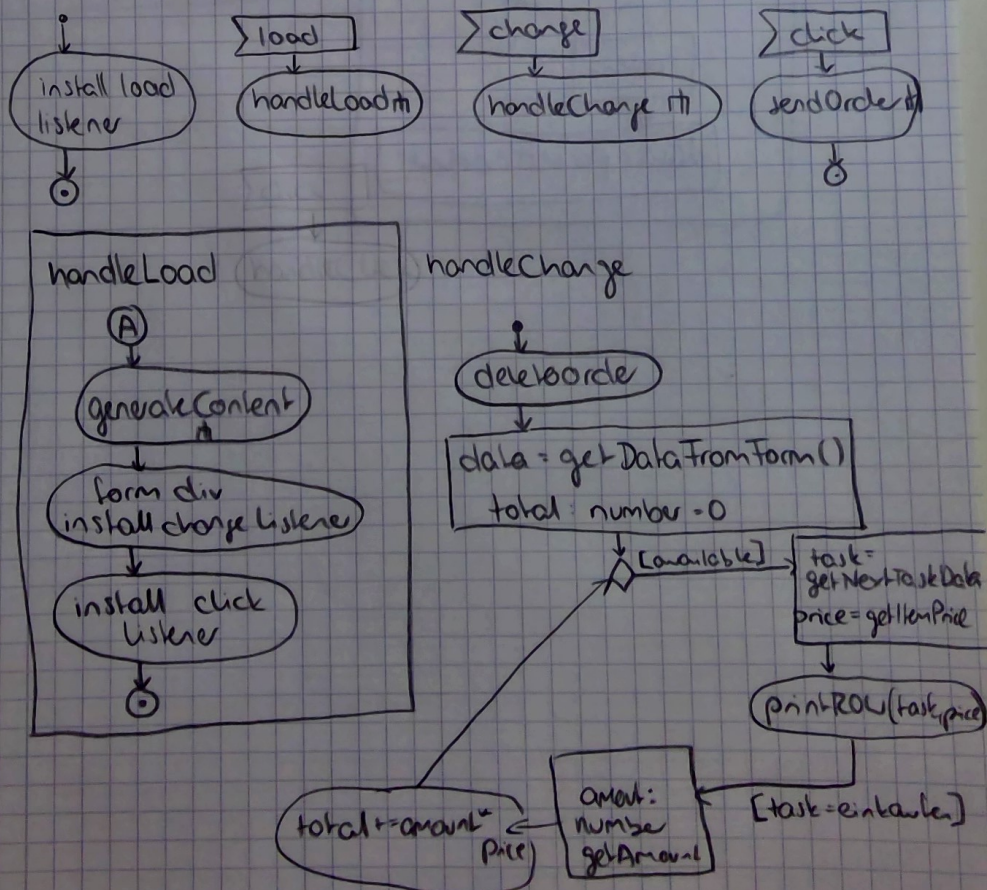 load
change
click
install load
listener
handleLoad
handleChange
sendOrder
handleLoad
handleChange
A
generateContent
form div
install change Listener
install click
Listener
data = getDataFromForm()
total: number = 0
[available]
task =
getNextTaskData
price = getItemPrice
printROW(task, price)
[task = einkaufen]
getAmount
total += amount *
price